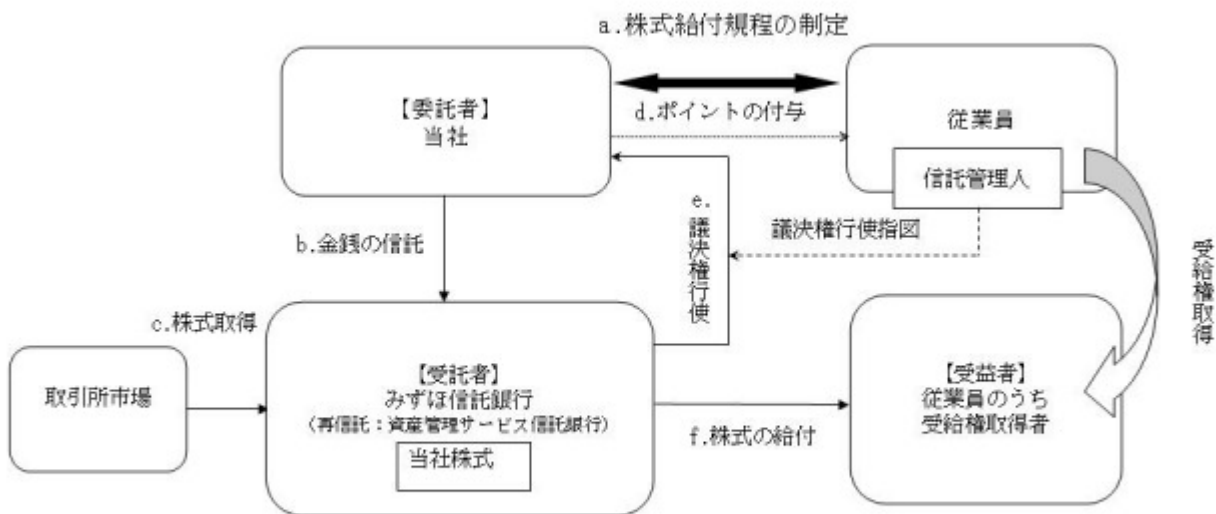 a.株式給付規程の制定
【委託者】
当社
d.ポイントの付与
従業員
信託管理人
b.金銭の信託
e.議決権行使
議決権行使指図
受給権取得
c.株式取得
取引所市場
【受託者】
みずほ信託銀行
（再信託：資産管理サービス信託銀行）
当社株式
f.株式の給付
【受益者】
従業員のうち
受給権取得者